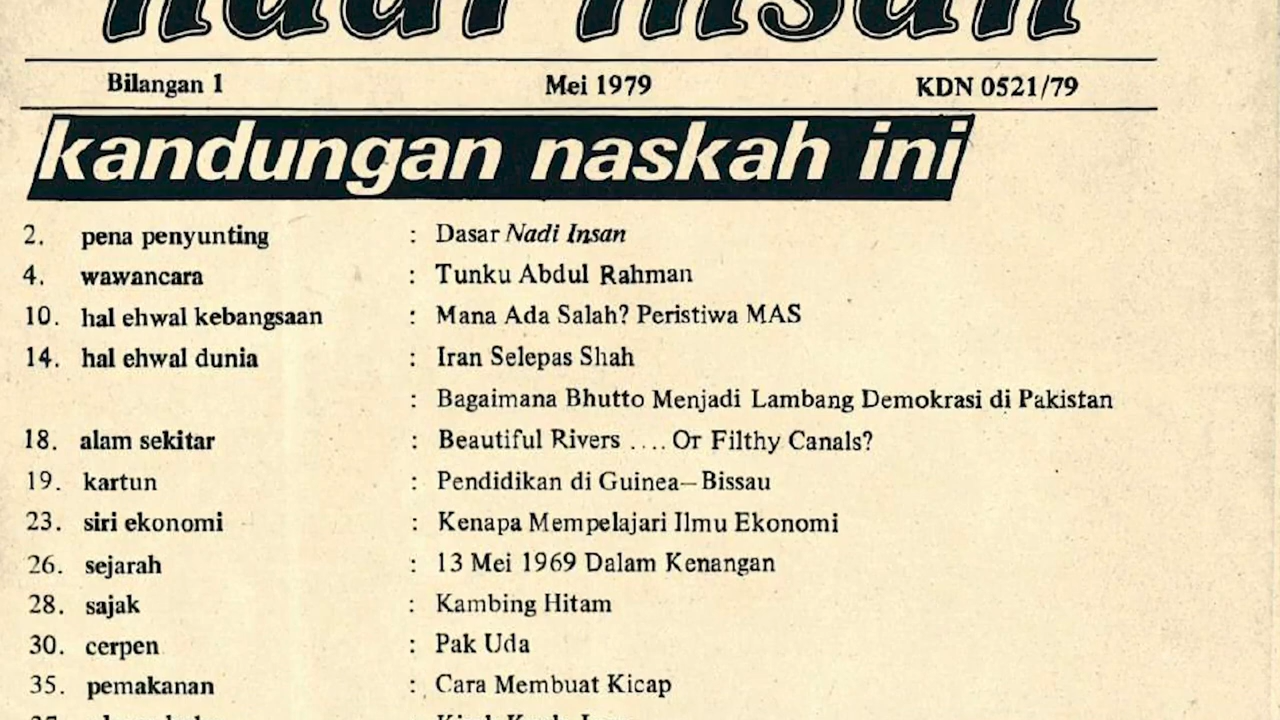 nadi insan
Bilangan 1 Mei 1979 KDN 0521/79
kandungan naskah ini
2. pena penyunting : Dasar Nadi Insan
4. wawancara : Tunku Abdul Rahman
10. hal ehwal kebangsaan : Mana Ada Salah? Peristiwa MAS
14. hal ehwal dunia : Iran Selepas Shah
: Bagaimana Bhutto Menjadi Lambang Demokrasi di Pakistan
18. alam sekitar : Beautiful Rivers .... Or Filthy Canals?
19. kartun : Pendidikan di Guinea–Bissau
23. siri ekonomi : Kenapa Mempelajari Ilmu Ekonomi
26. sejarah : 13 Mei 1969 Dalam Kenangan
28. sajak : Kambing Hitam
30. cerpen : Pak Uda
35. pemakanan : Cara Membuat Kicap